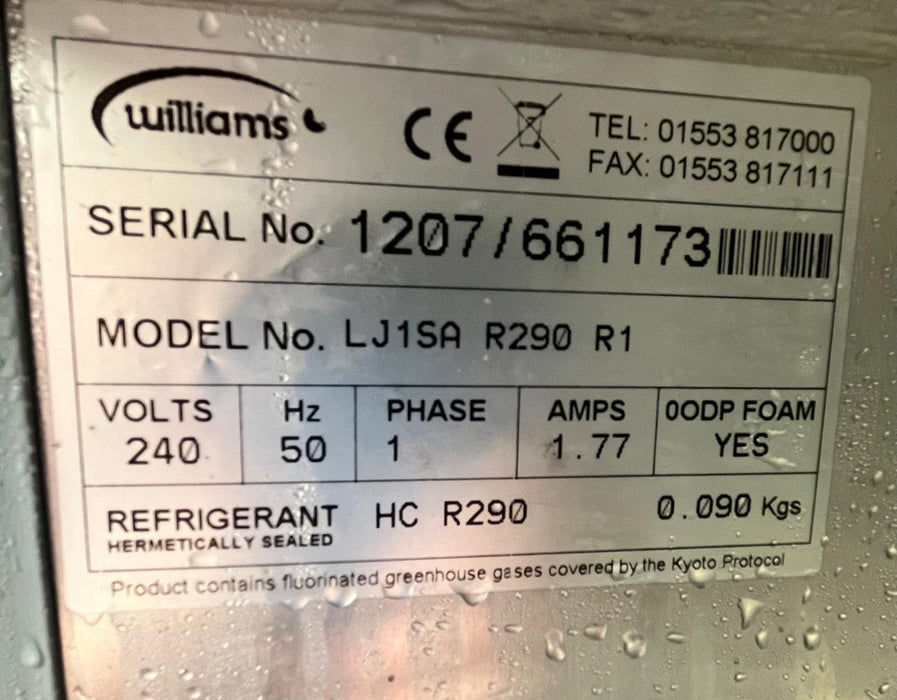 williams
CE
TEL: 01553 817000
FAX: 01553 817111
SERIAL No. 1207/661173
MODEL No. LJ1SA R290 R1
VOLTS Hz PHASE AMPS 0ODP FOAM
240 50 1 1.77 YES
REFRIGERANT HC R290 0.090 Kgs
HERMETICALLY SEALED
Product contains fluorinated greenhouse gases covered by the Kyoto Protocol